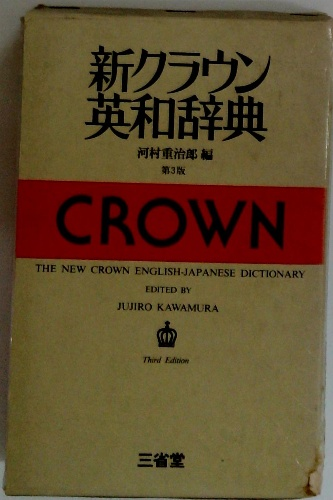 新クラウン
英和辞典
河村重治郎 編
第3版
CROWN
THE NEW CROWN ENGLISH-JAPANESE DICTIONARY
EDITED BY
JUJIRO KAWAMURA
Third Edition
三省堂